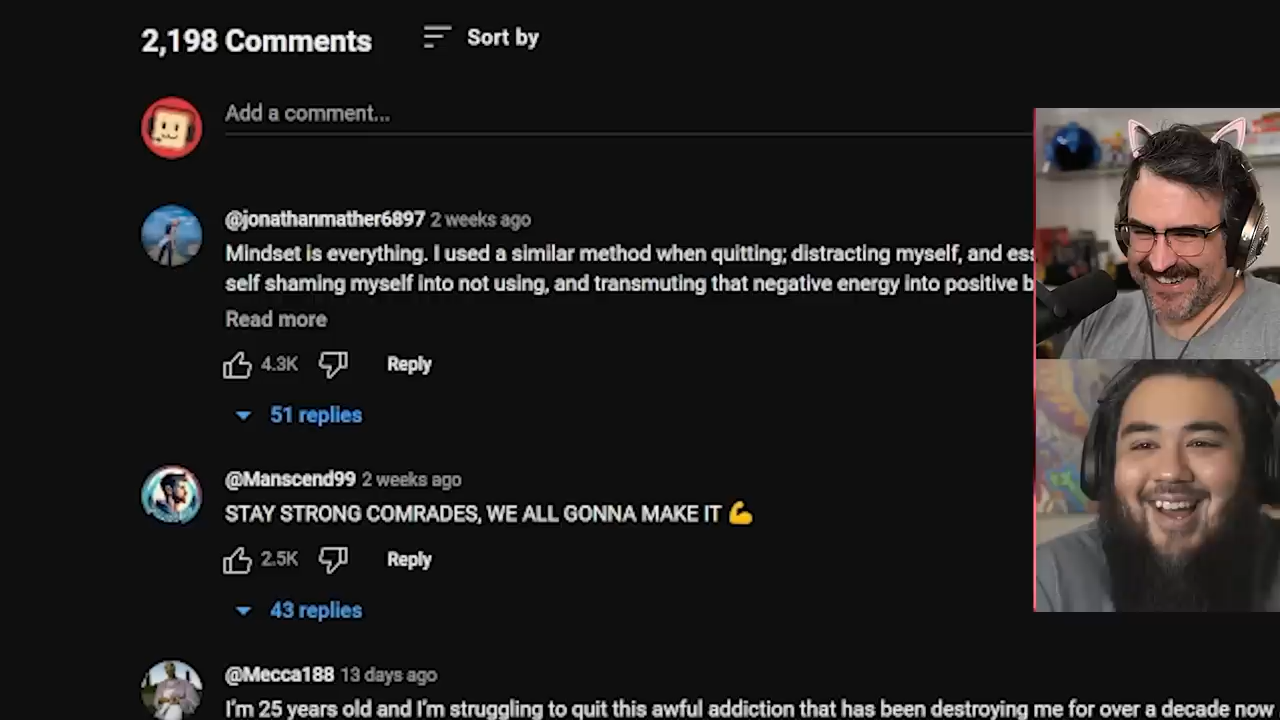 2,198 Comments
Sort by
Add a comment...
@jonathanmather6897 2 weeks ago
Mindset is everything. I used a similar method when quitting; distracting myself, and
self shaming myself into not using, and transmuting that negative energy into positive
Read more
4.3K
Reply
51 replies
@Manscend99 2 weeks ago
STAY STRONG COMRADES, WE ALL GONNA MAKE IT 💪
2.5K
Reply
43 replies
@Mecca188 13 days ago
I'm 25 years old and I'm struggling to quit this awful addiction that has been destroying me for over a decade now